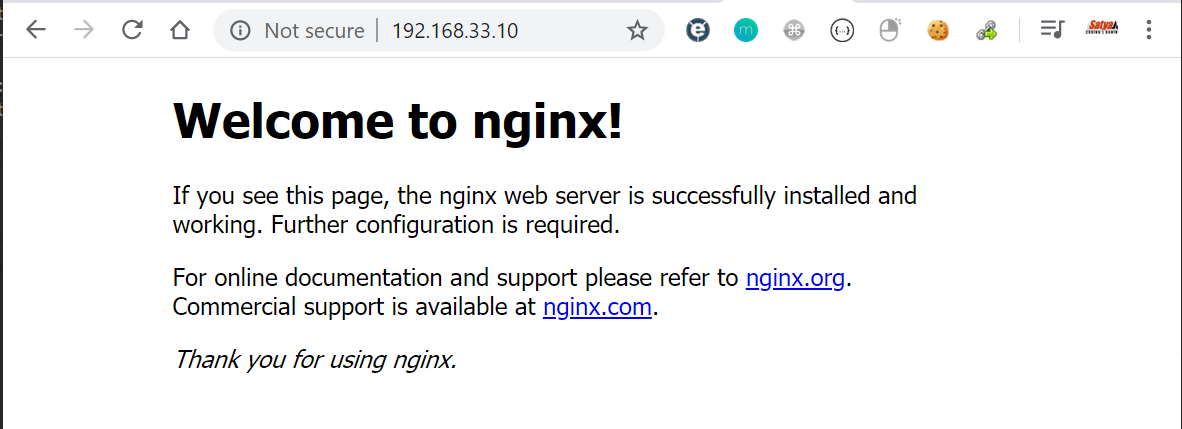 Not secure 192.168.33.10
Welcome to nginx!
If you see this page, the nginx web server is successfully installed and
working. Further configuration is required.
For online documentation and support please refer to nginx.org.
Commercial support is available at nginx.com.
Thank you for using nginx.